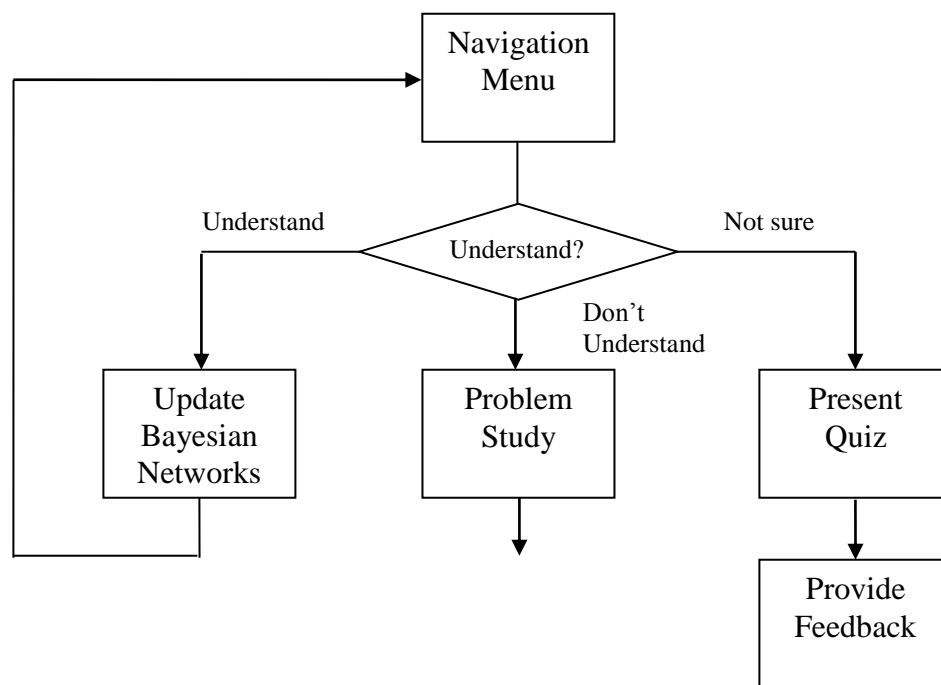 Navigation
Menu
Understand
Not sure
Understand?
Don’t
Understand
Update
Bayesian
Networks
Problem
Study
Present
Quiz
Provide
Feedback